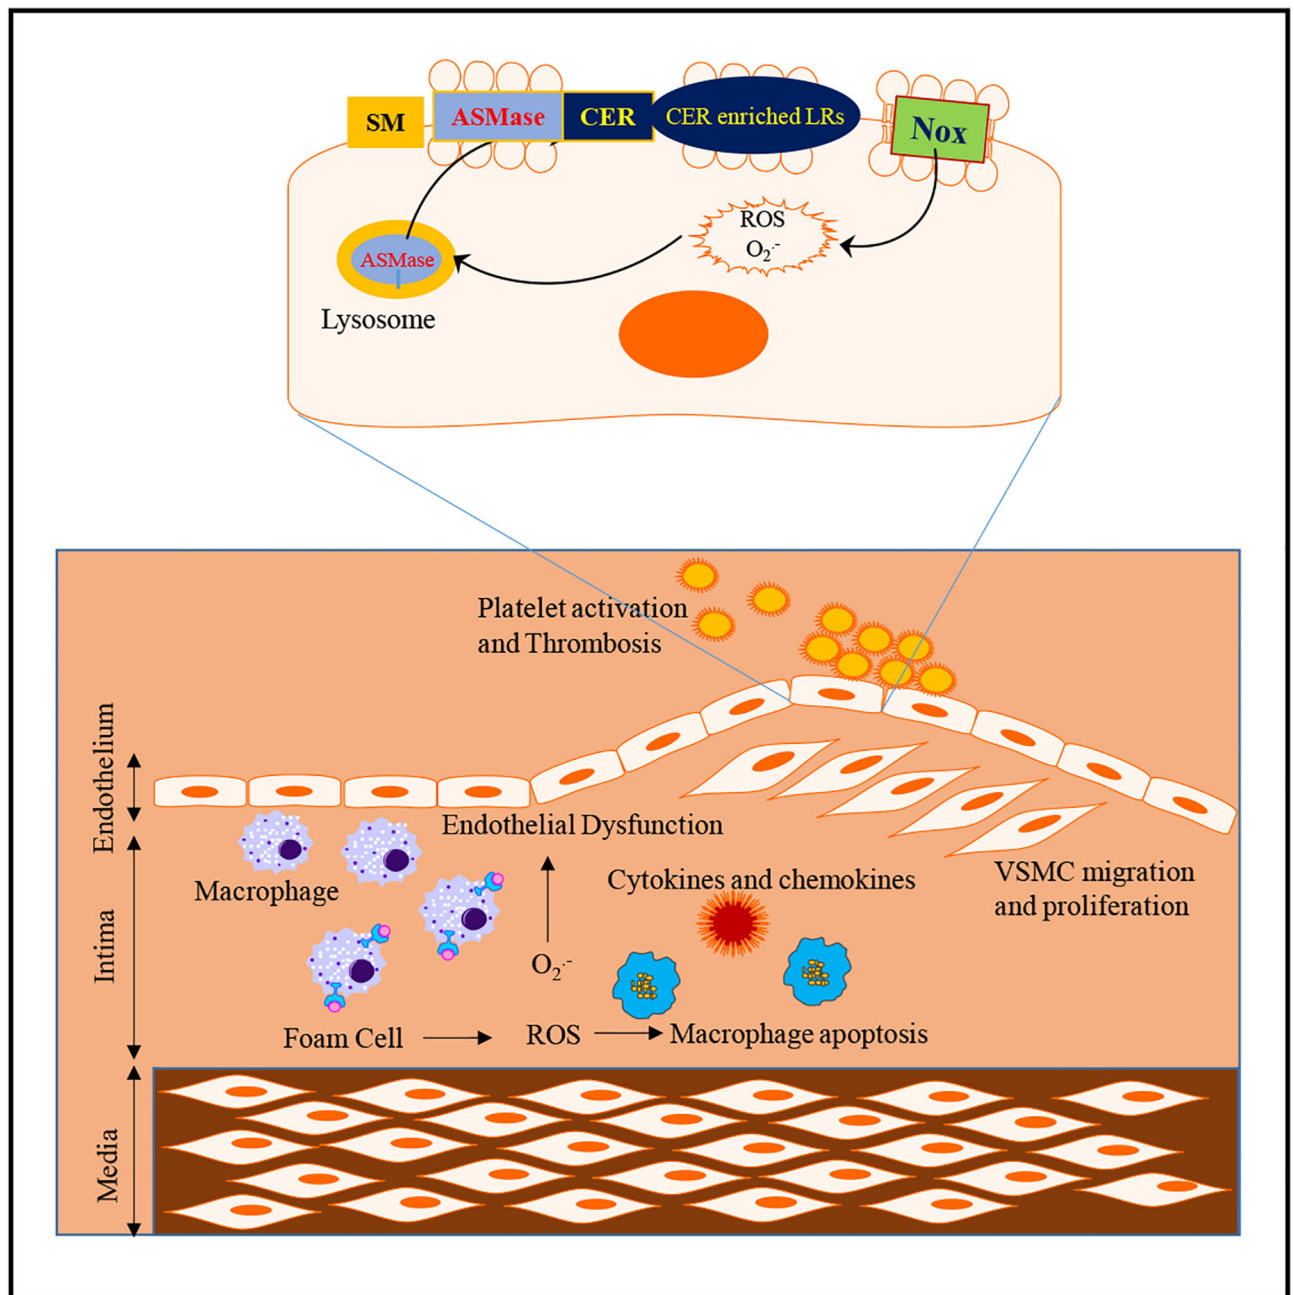 SM
ASMase
CER
CER enriched LRs
Nox
ROS
O₂·-
ASMase
Lysosome
Platelet activation
and Thrombosis
Endothelium
Endothelial Dysfunction
Macrophage
Cytokines and chemokines
VSMC migration
and proliferation
Intima
O₂·-
Foam Cell
ROS
Macrophage apoptosis
Media